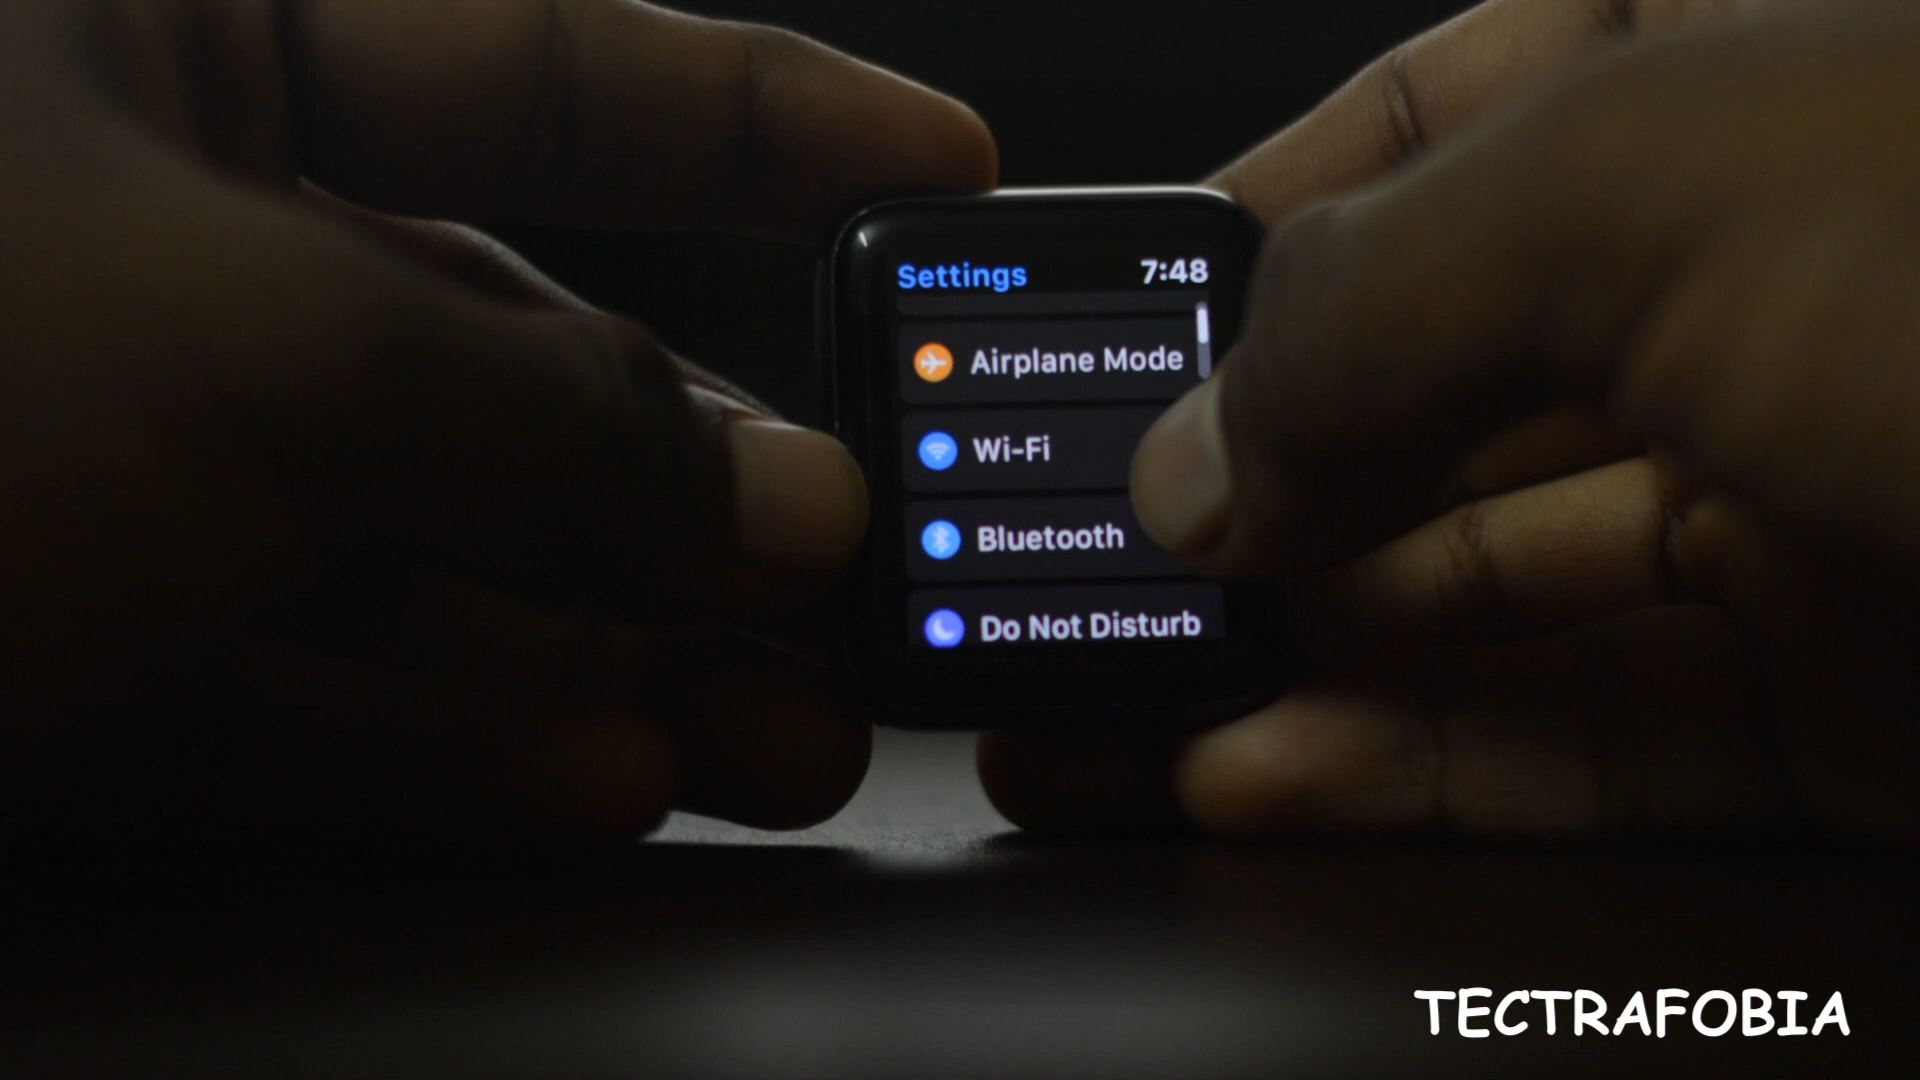 Settings 7:48
Airplane Mode
Wi-Fi
Bluetooth
Do Not Disturb
TECTRAFOBIA